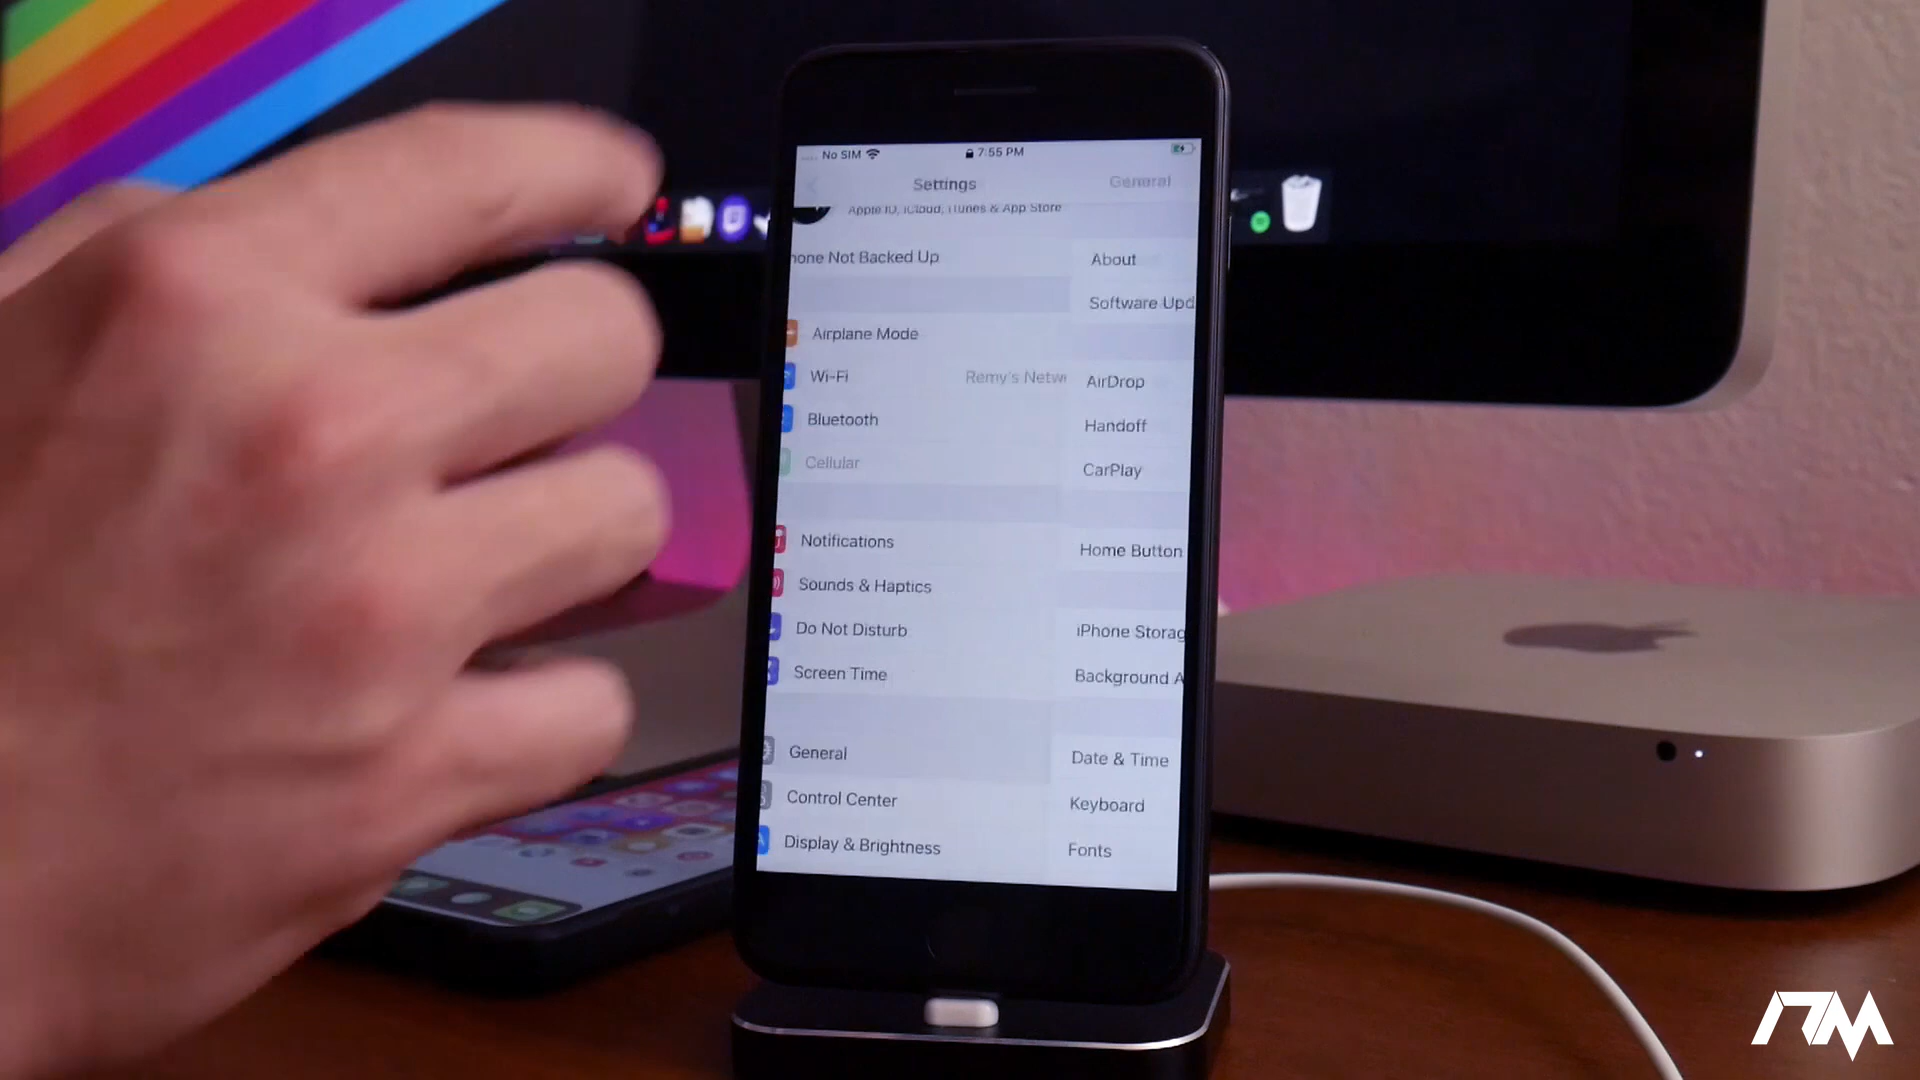 No SIM 7:55 PM
Settings General
Apple ID, iCloud, iTunes & App Store
hone Not Backed Up
About
Software Upd
Airplane Mode
Wi-Fi Remy's Netw
AirDrop
Bluetooth
Handoff
Cellular
CarPlay
Notifications
Home Button
Sounds & Haptics
Do Not Disturb
iPhone Storag
Screen Time
Background A
General
Date & Time
Control Center
Keyboard
Display & Brightness
Fonts